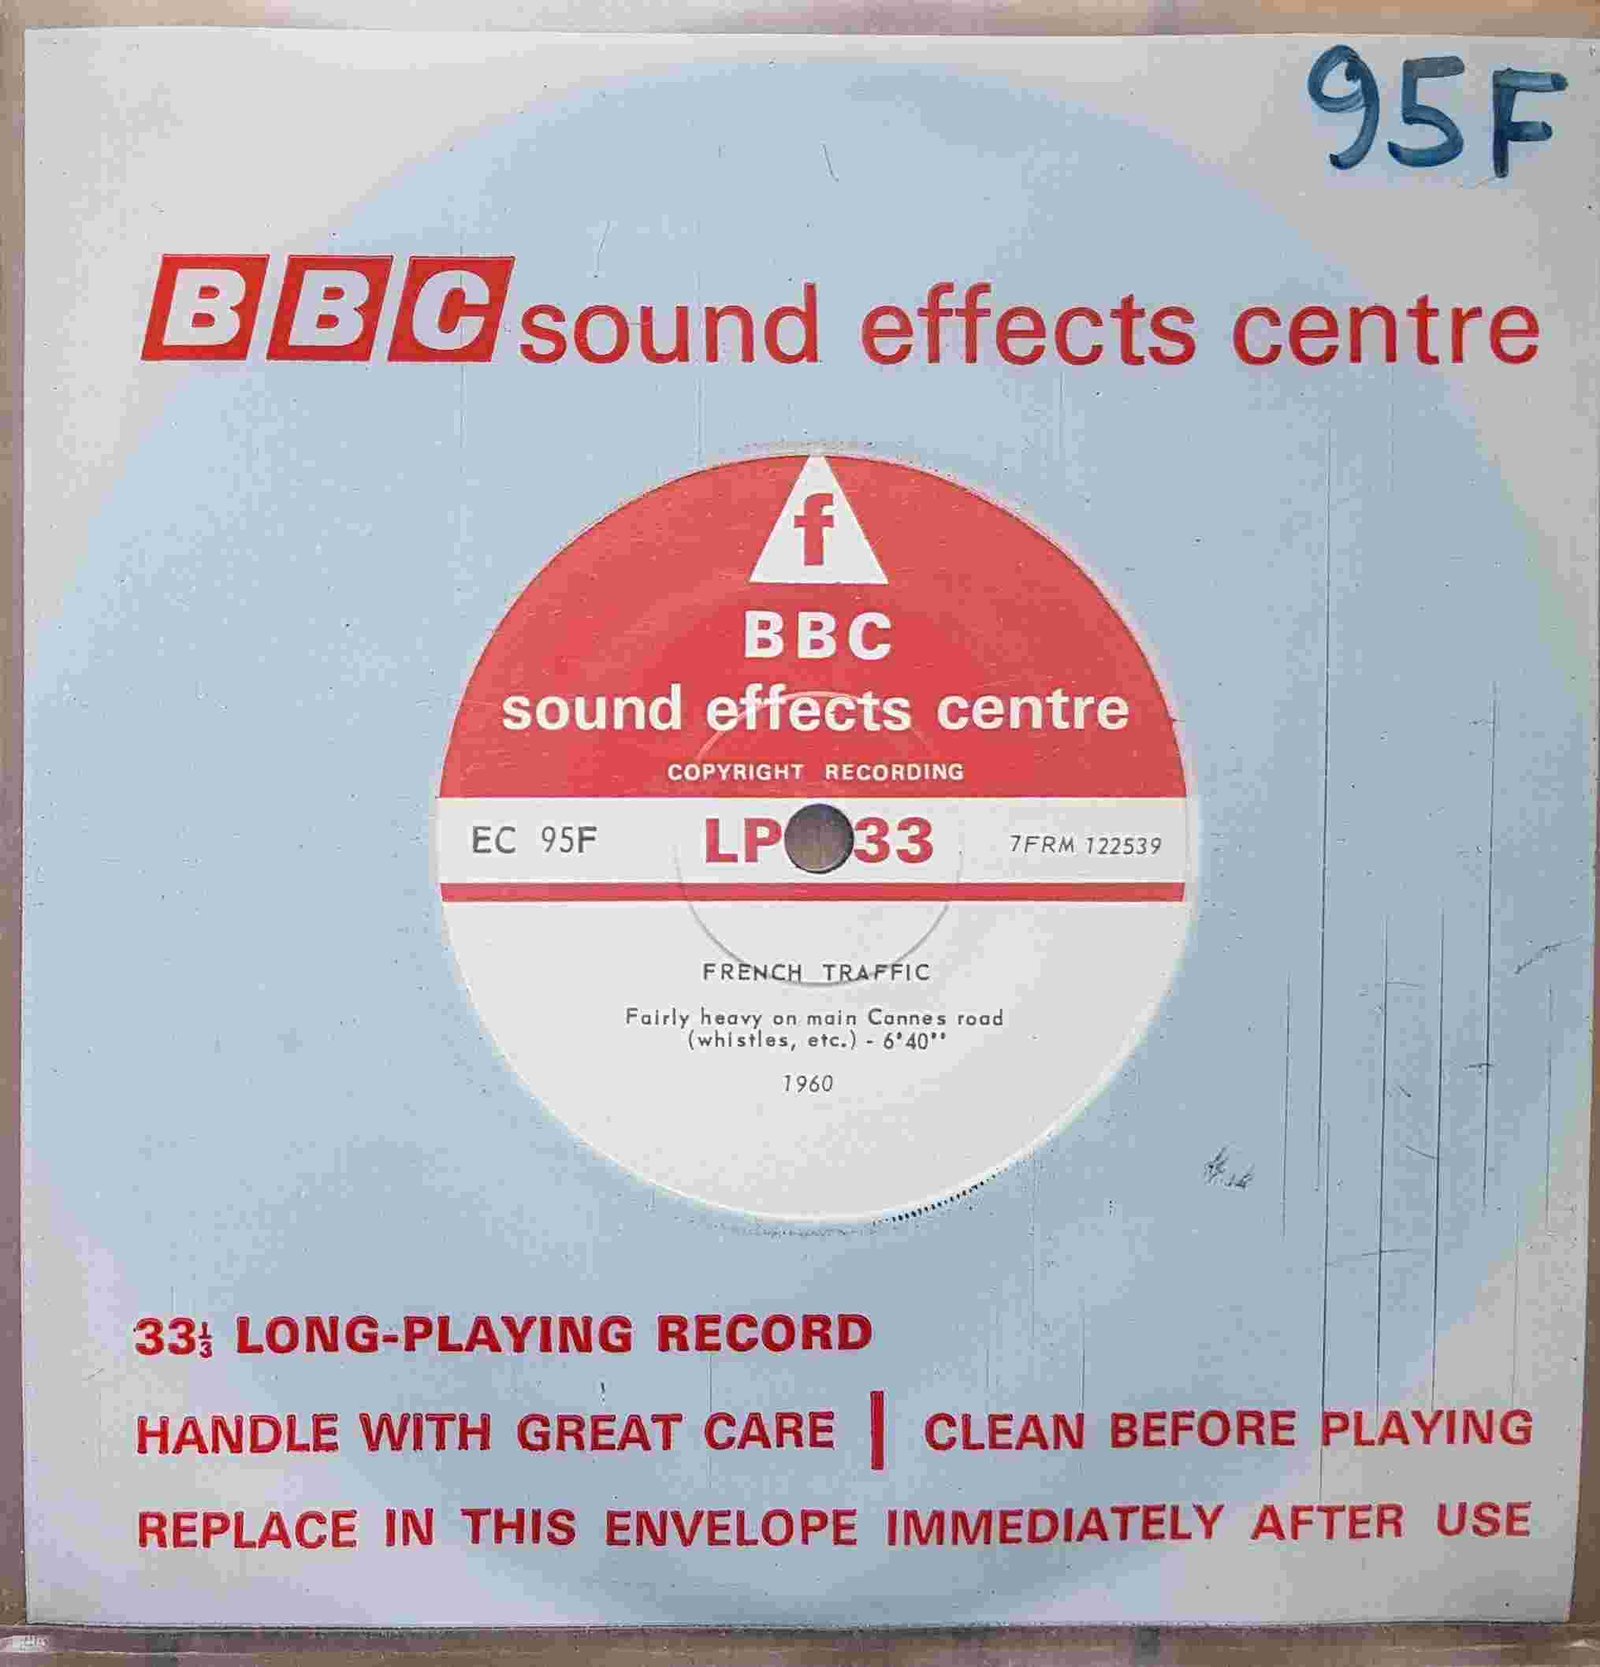 95F
BBC sound effects centre
f
BBC
sound effects centre
COPYRIGHT RECORDING
EC 95F LP 33 7FRM 122539
FRENCH TRAFFIC
Fairly heavy on main Cannes road
(whistles, etc.) - 6'40''
1960
33⅓ LONG-PLAYING RECORD
HANDLE WITH GREAT CARE | CLEAN BEFORE PLAYING
REPLACE IN THIS ENVELOPE IMMEDIATELY AFTER USE